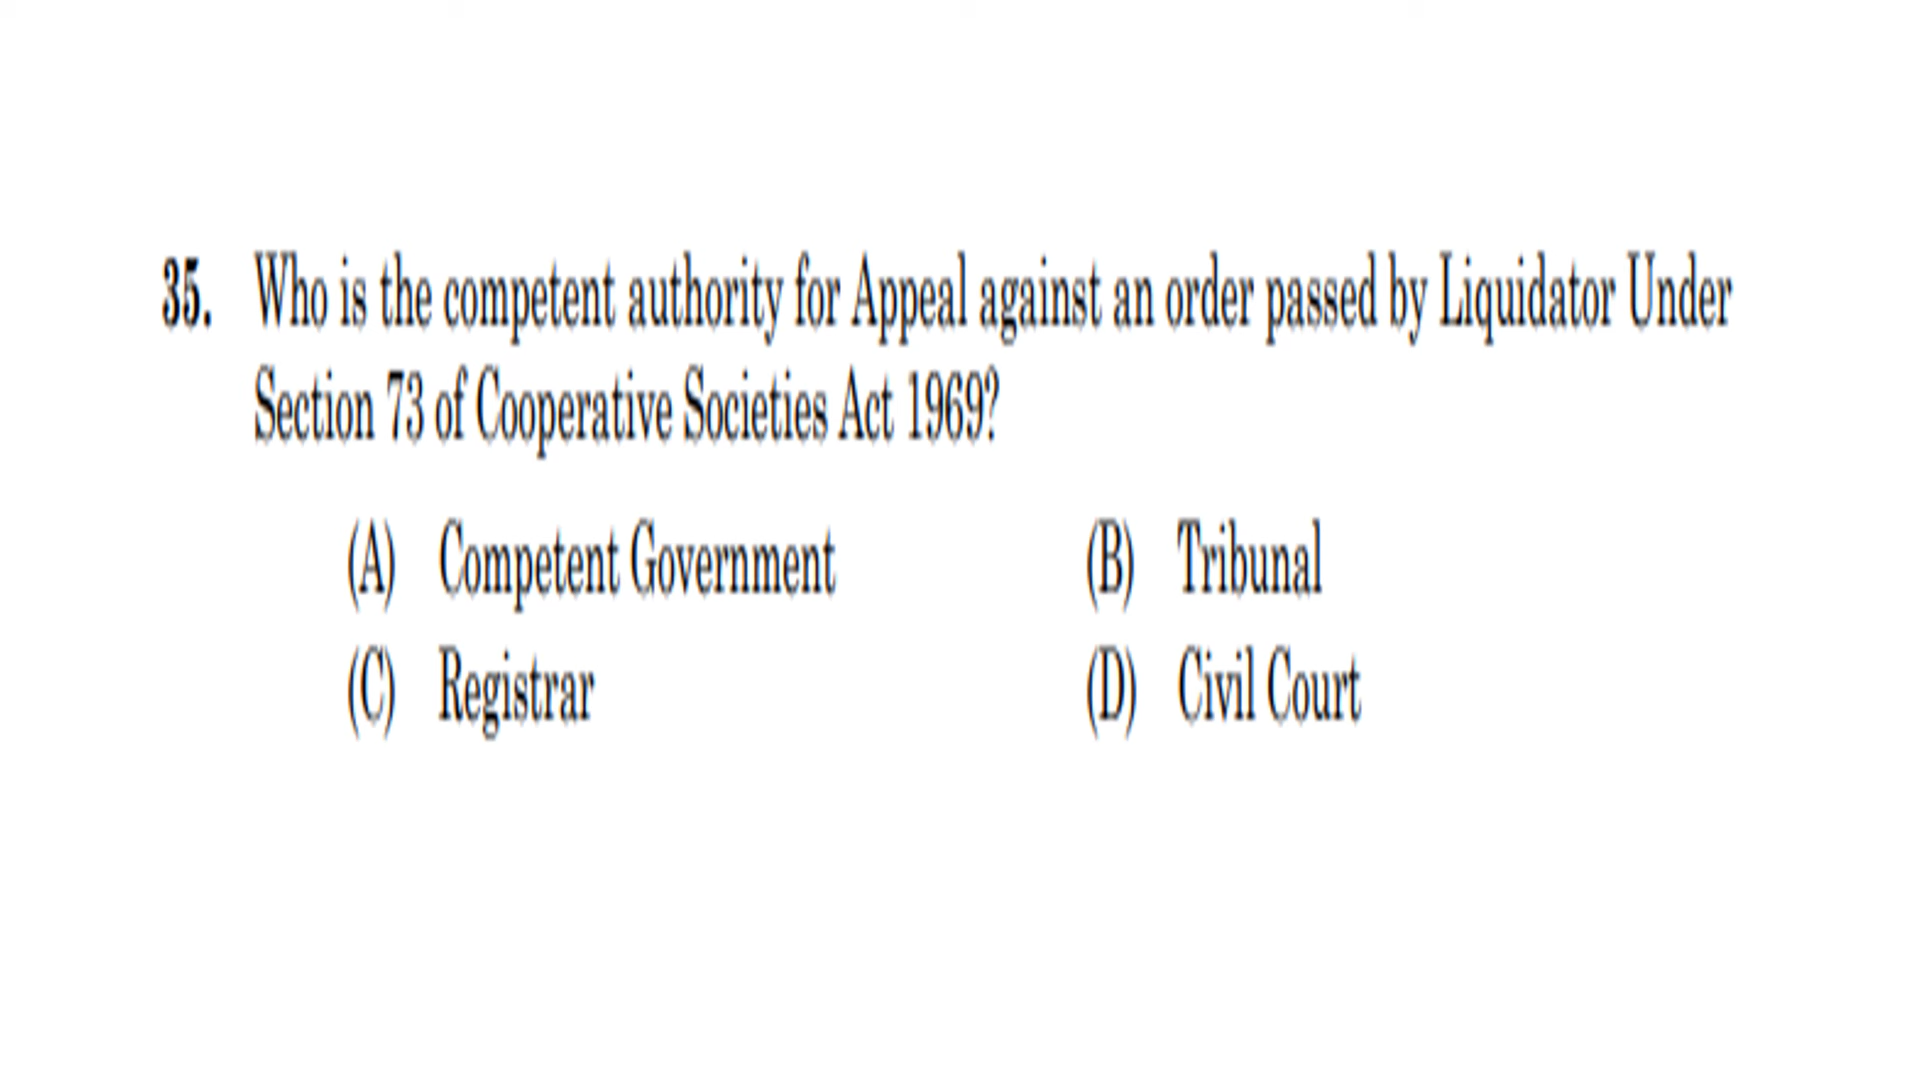 35. Who is the competent authority for Appeal against an order passed by Liquidator Under
Section 73 of Cooperative Societies Act 1969?
(A) Competent Government (B) Tribunal
(C) Registrar (D) Civil Court